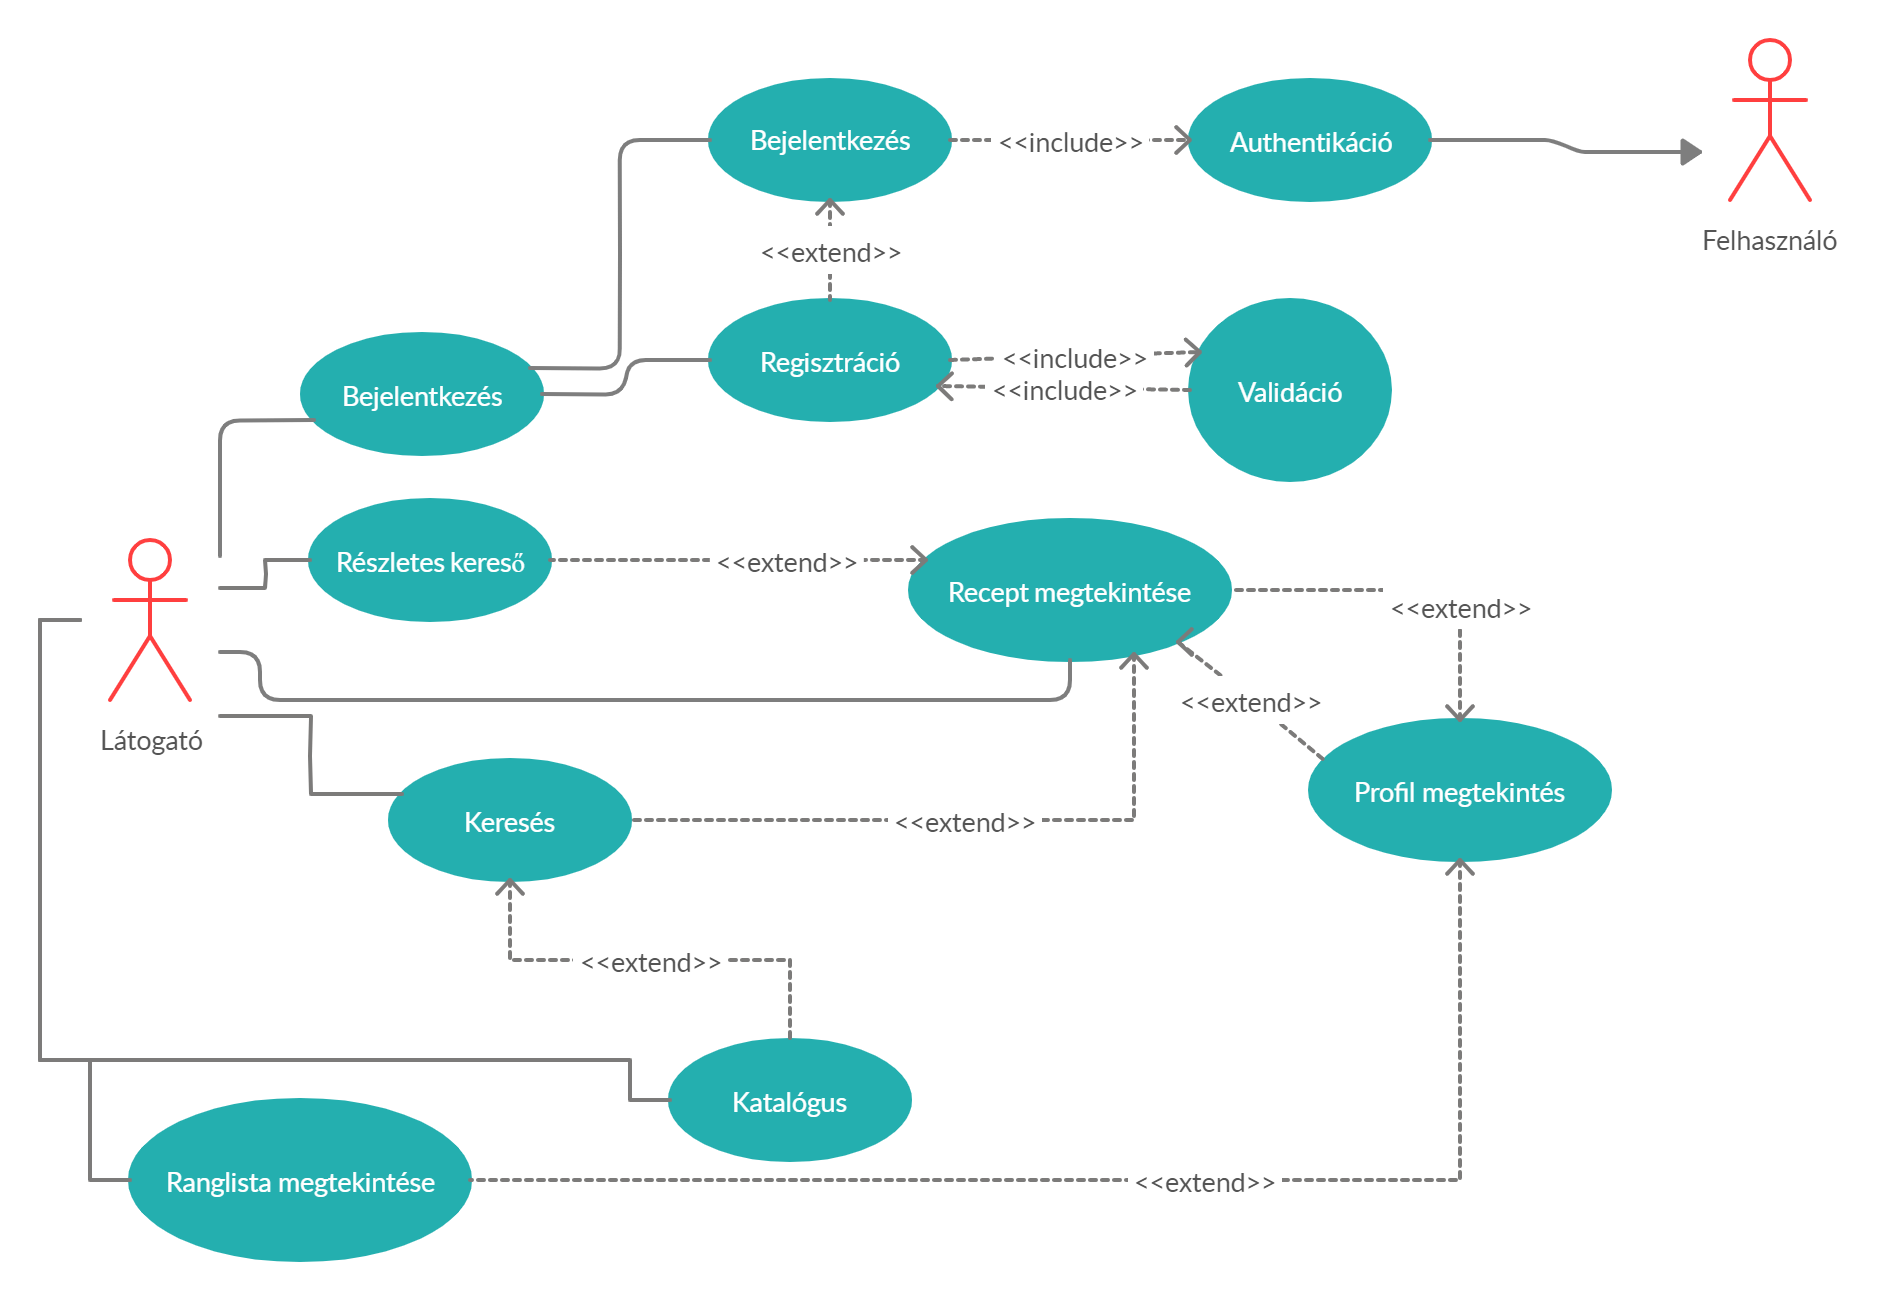 Bejelentkezés
<<include>>
Authentikáció
Felhasználó
<<extend>>
Bejelentkezés
Regisztráció
<<include>>
<<include>>
Validáció
Részletes kereső
<<extend>>
Recept megtekintése
<<extend>>
<<extend>>
Látogató
Keresés
<<extend>>
Profil megtekintés
<<extend>>
Katalógus
Ranglista megtekintése
<<extend>>